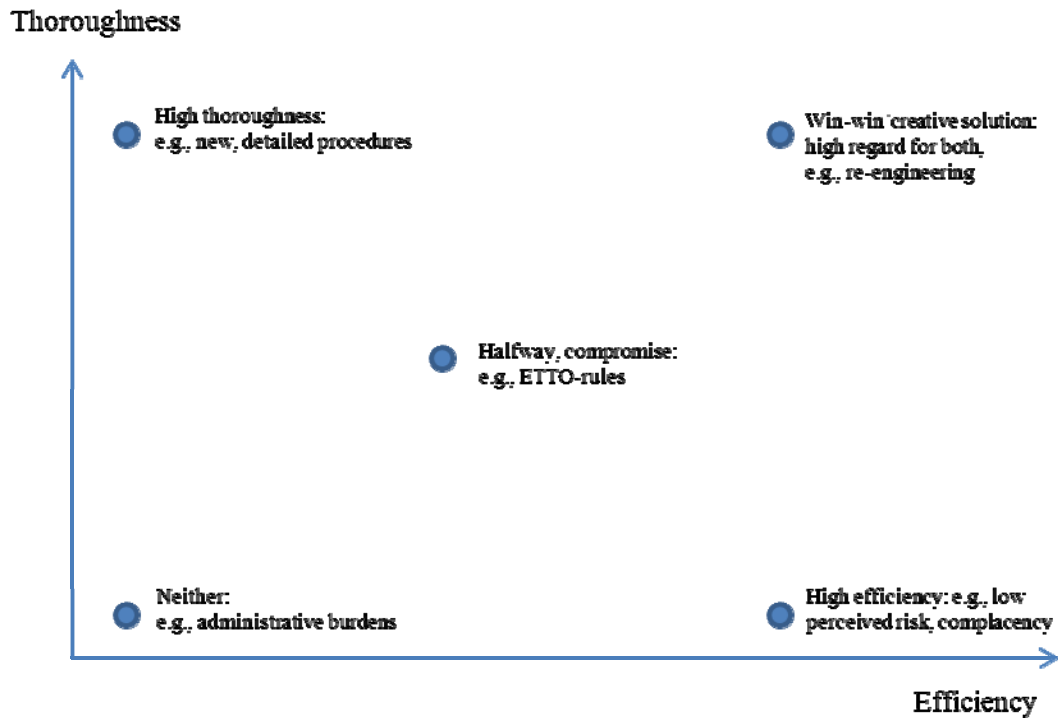 Thoroughness
High thoroughness:
e.g., new, detailed procedures
Win-win creative solution:
high regard for both,
e.g., re-engineering
Halfway, compromise:
e.g., ETTO-rules
Neither:
e.g., administrative burdens
High efficiency: e.g., low
perceived risk, complacency
Efficiency